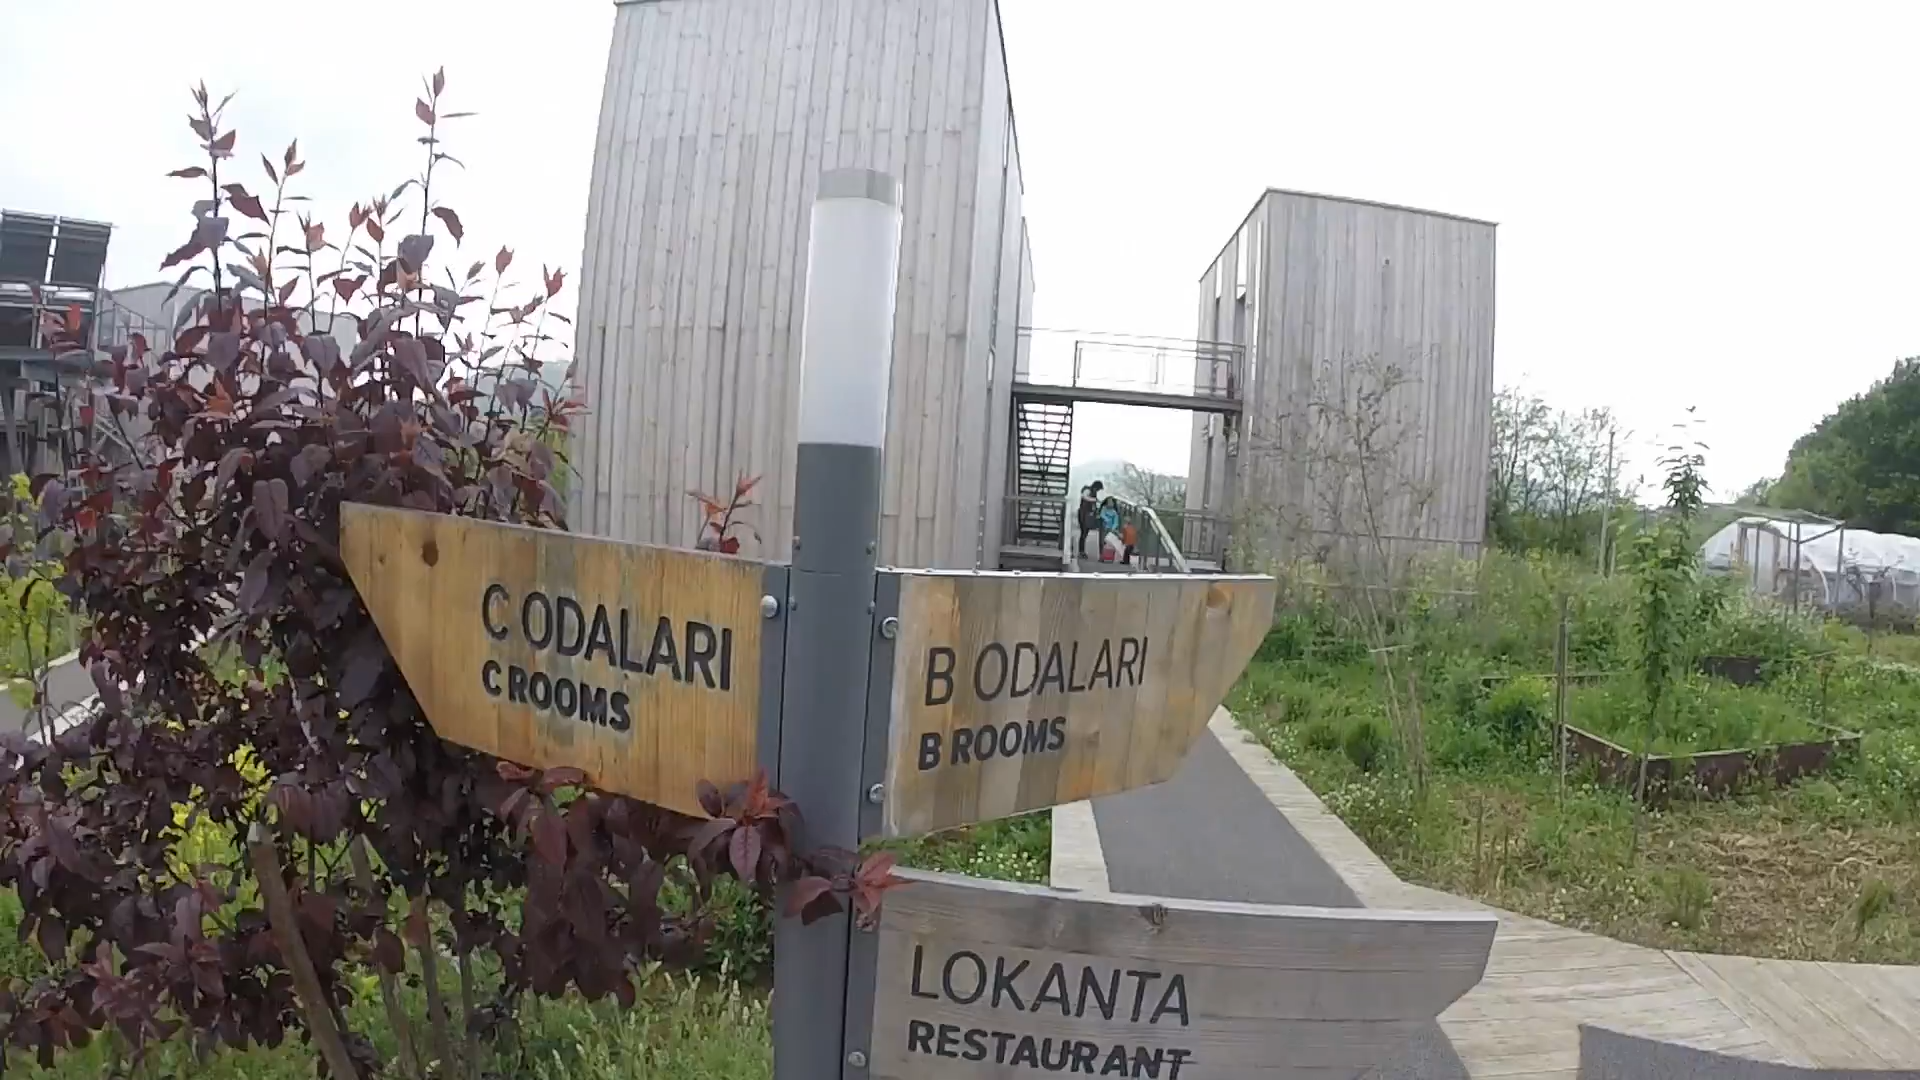 C ODALARI
C ROOMS
B ODALARI
B ROOMS
LOKANTA
RESTAURANT